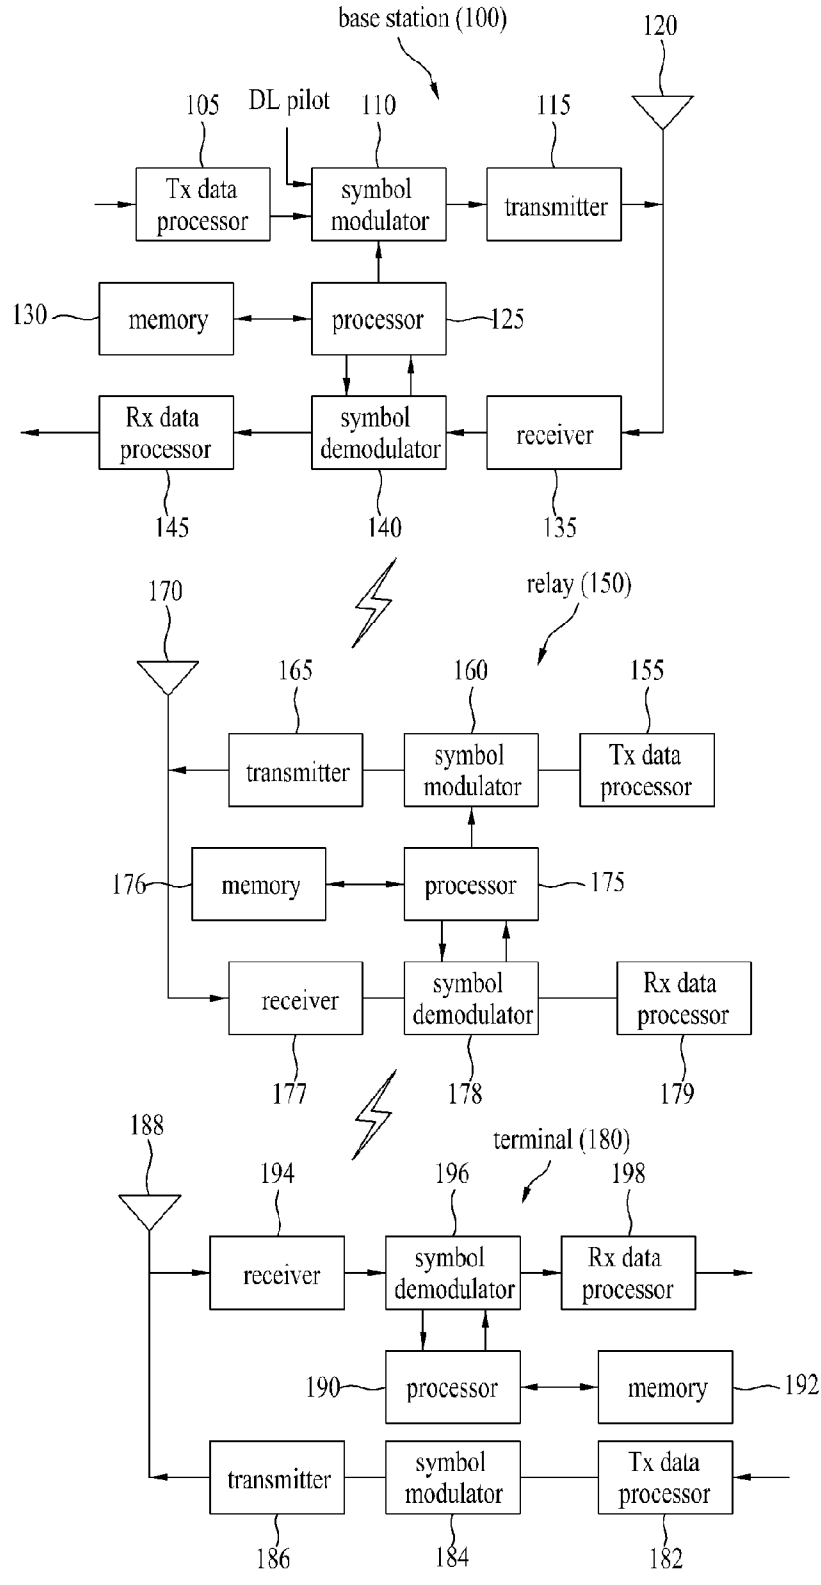 base station (100)
120
105
DL pilot
110
115
Tx data
processor
symbol
modulator
transmitter
130
memory
processor
125
Rx data
processor
symbol
demodulator
receiver
145
140
135
170
relay (150)
165
160
155
transmitter
symbol
modulator
Tx data
processor
176
memory
processor
175
receiver
symbol
demodulator
Rx data
processor
177
178
179
188
terminal (180)
194
196
198
receiver
symbol
demodulator
Rx data
processor
190
processor
memory
192
transmitter
symbol
modulator
Tx data
processor
186
184
182